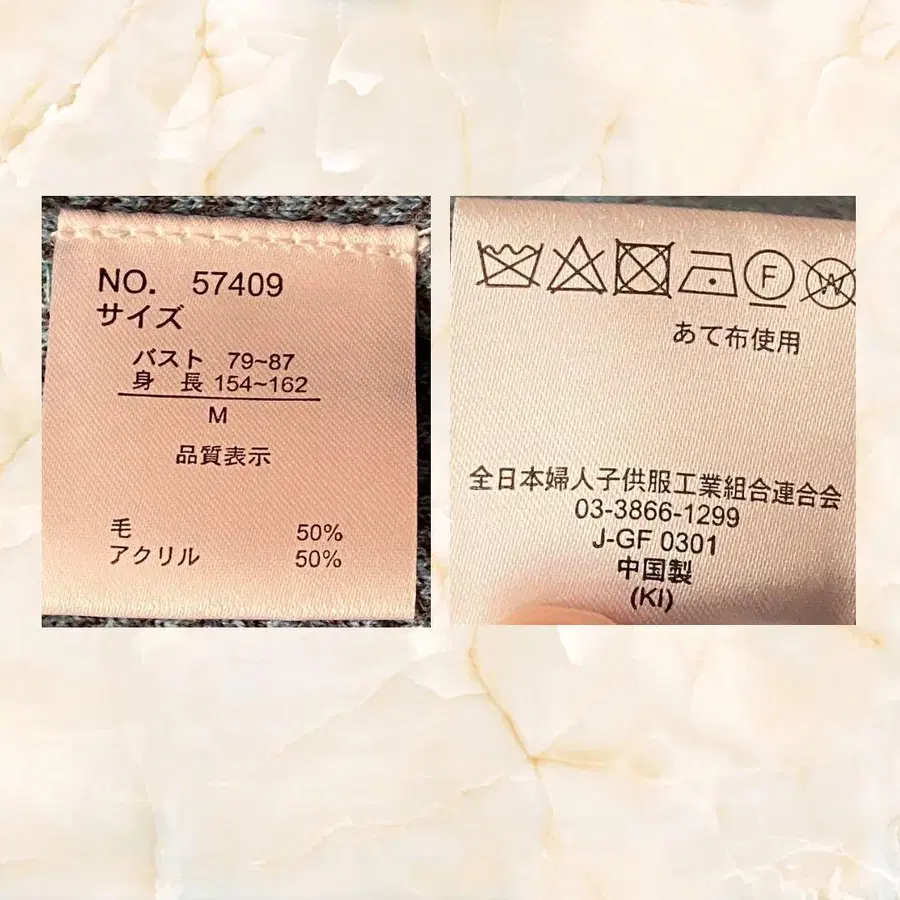 NO. 57409
サイズ
バスト 79~87
身 長 154~162
M
品質表示
毛 50%
アクリル 50%
F
W
あて布使用
全日本婦人子供服工業組合連合会
03-3866-1299
J-GF 0301
中国製
(KI)